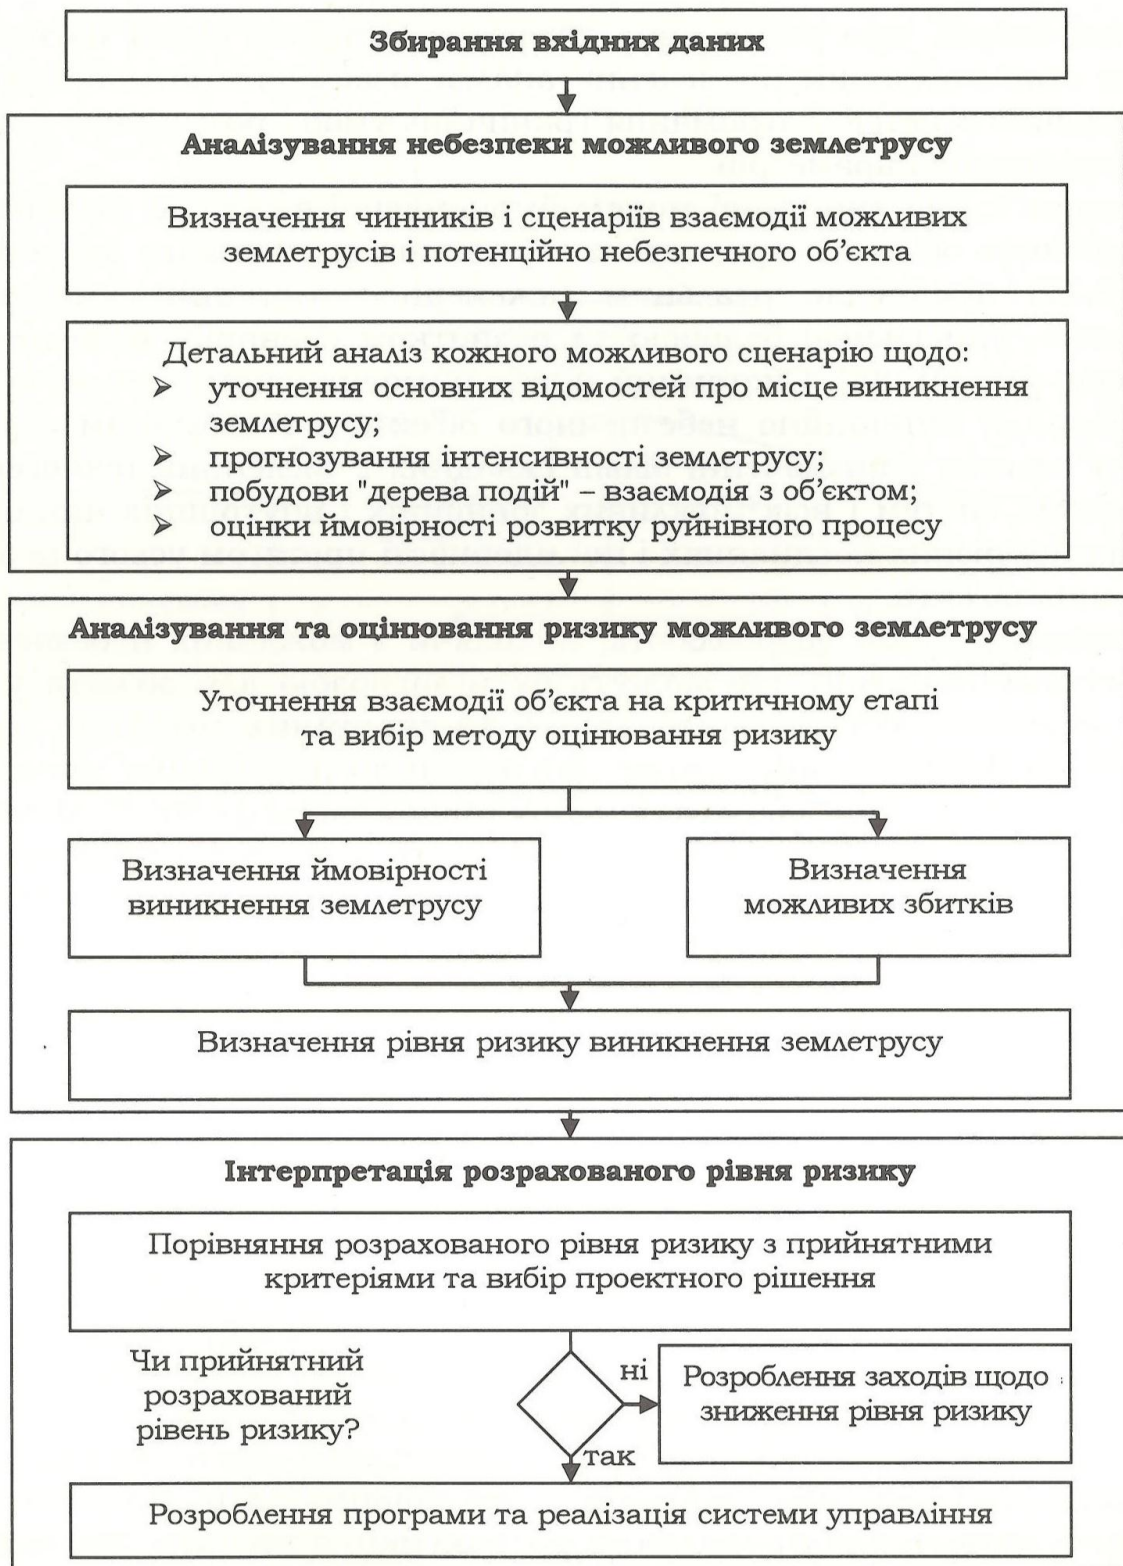 Збирання вхідних даних
Аналізування небезпеки можливого землетрусу
Визначення чинників і сценаріїв взаємодії можливих
землетрусів і потенційно небезпечного об’єкта
Детальний аналіз кожного можливого сценарію щодо:
➢ уточнення основних відомостей про місце виникнення
землетрусу;
➢ прогнозування інтенсивності землетрусу;
➢ побудови "дерева подій" – взаємодія з об’єктом;
➢ оцінки ймовірності розвитку руйнівного процесу
Аналізування та оцінювання ризику можливого землетрусу
Уточнення взаємодії об’єкта на критичному етапі
та вибір методу оцінювання ризику
Визначення ймовірності
виникнення землетрусу
Визначення
можливих збитків
Визначення рівня ризику виникнення землетрусу
Інтерпретація розрахованого рівня ризику
Порівняння розрахованого рівня ризику з прийнятними
критеріями та вибір проектного рішення
Чи прийнятний
розрахований
рівень ризику?
ні
Розроблення заходів щодо
зниження рівня ризику
так
Розроблення програми та реалізація системи управління